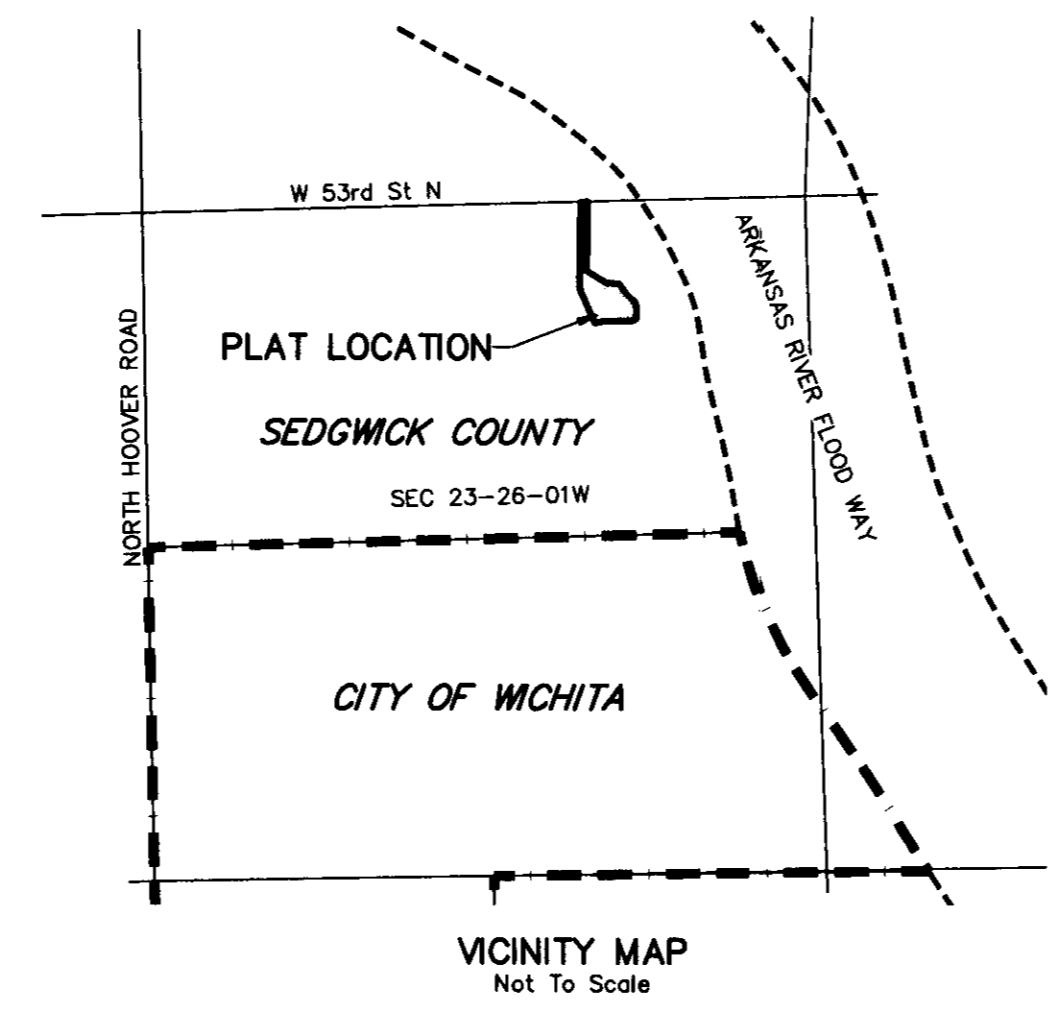 W 53rd St N
ARKANSAS RIVER FLOOD WAY
NORTH HOOVER ROAD
PLAT LOCATION
SEDGWICK COUNTY
SEC 23-26-01W
CITY OF WICHITA
VICINITY MAP
Not To Scale